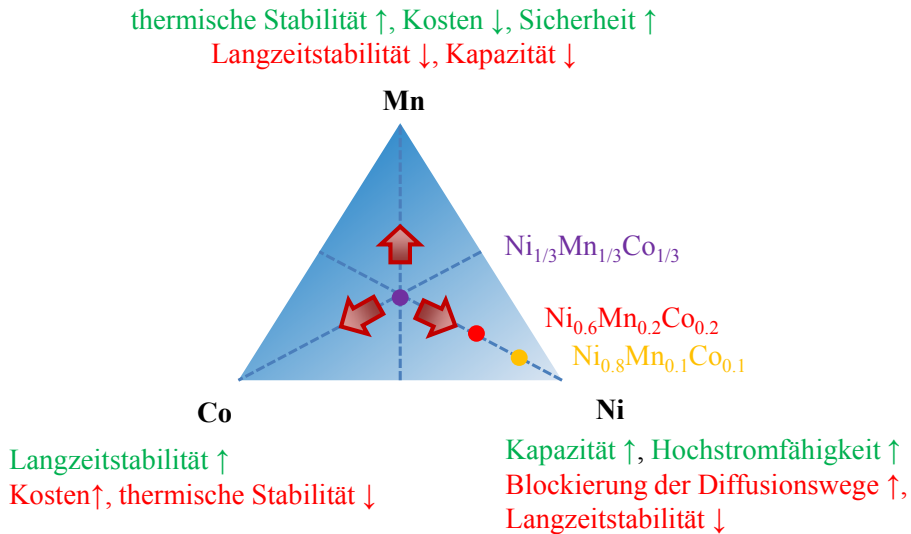 thermische Stabilität ↑, Kosten ↓, Sicherheit ↑
Langzeitstabilität ↓, Kapazität ↓
Mn
Ni1/3Mn1/3Co1/3
Ni0.6Mn0.2Co0.2
Ni0.8Mn0.1Co0.1
Co
Ni
Langzeitstabilität ↑
Kosten↑, thermische Stabilität ↓
Kapazität ↑, Hochstromfähigkeit ↑
Blockierung der Diffusionswege ↑,
Langzeitstabilität ↓